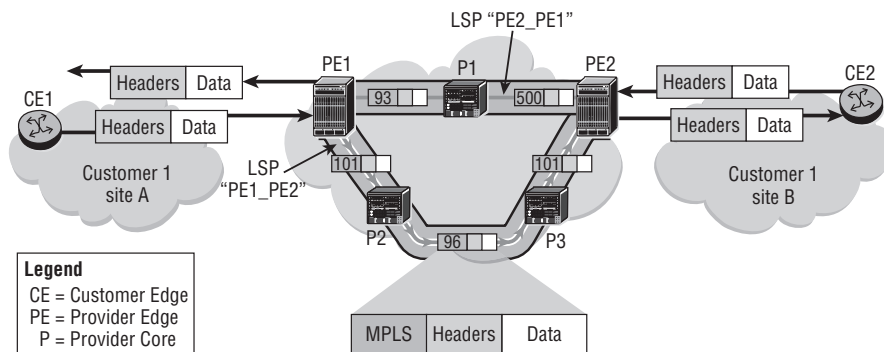 LSP “PE2_PE1”
PE1
P1
PE2
CE1
CE2
Headers Data
93
500
Headers Data
Headers Data
Headers Data
Customer 1
site A
LSP
“PE1_PE2”
101
101
Customer 1
site B
P2
96
P3
Legend
CE = Customer Edge
PE = Provider Edge
P = Provider Core
MPLS Headers Data